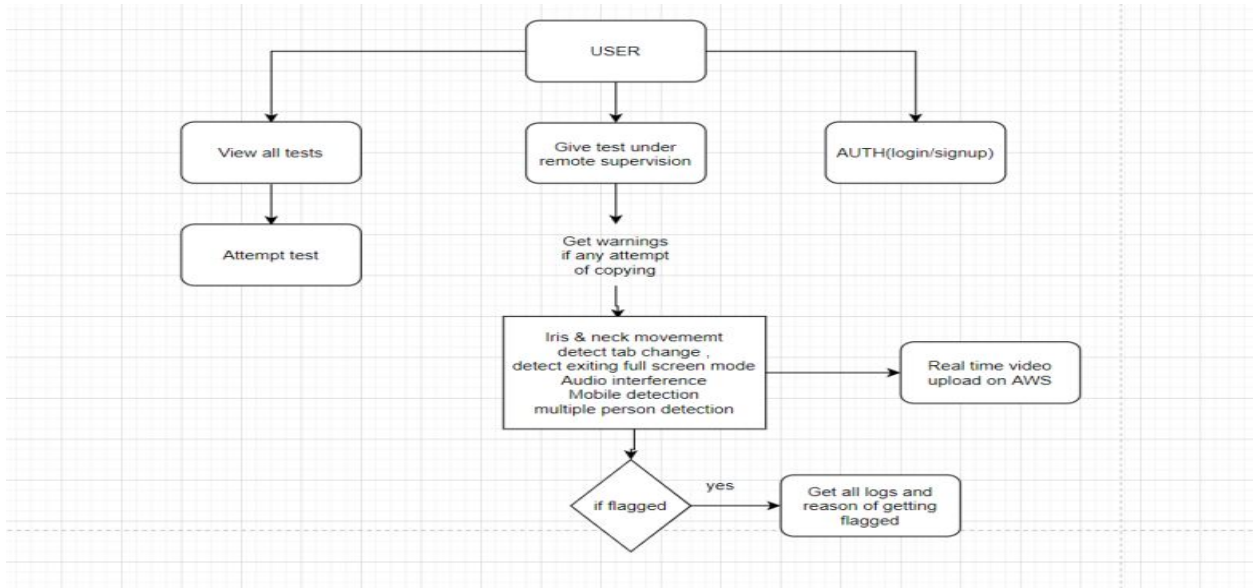 USER
View all tests
Give test under
remote supervision
AUTH(login/signup)
Attempt test
Get warnings
if any attempt
of copying
Iris & neck movememt
detect tab change ,
detect exiting full screen mode
Audio interference
Mobile detection
multiple person detection
Real time video
upload on AWS
if flagged
yes
Get all logs and
reason of getting
flagged